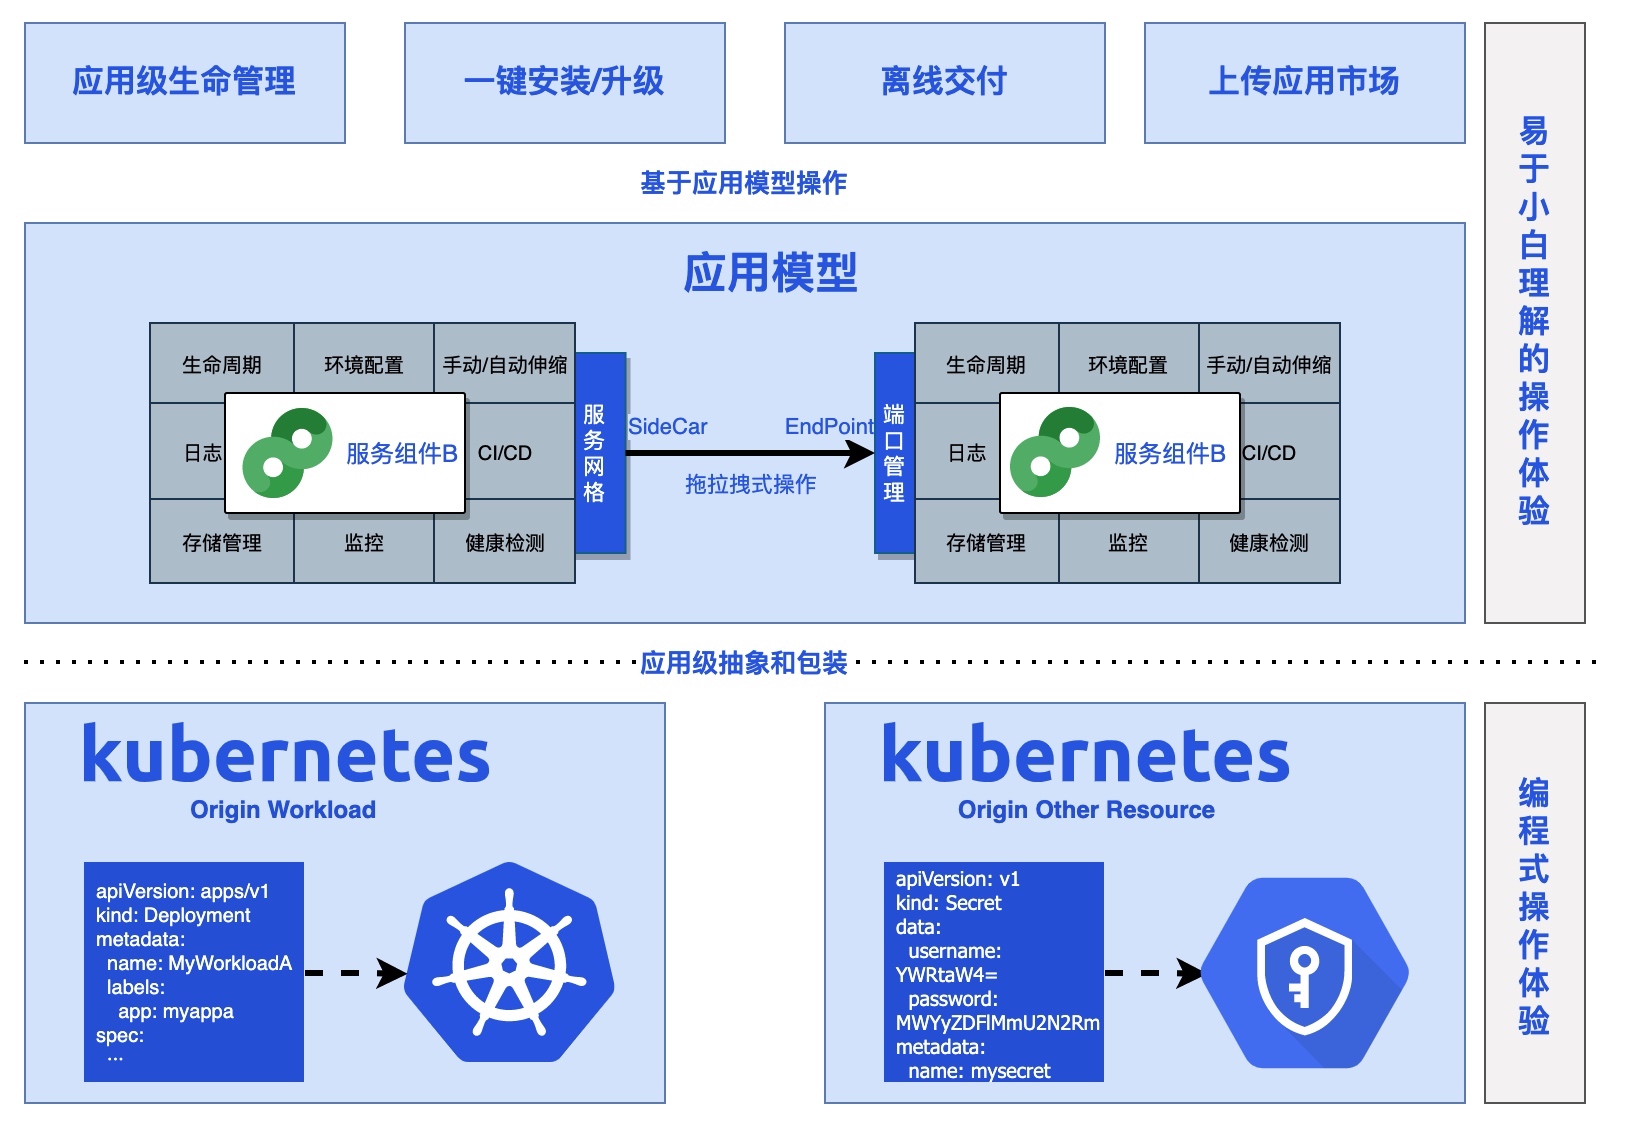 应用级生命管理
一键安装/升级
离线交付
上传应用市场
易于小白理解的操作体验
基于应用模型操作
应用模型
生命周期
环境配置
手动/自动伸缩
日志
服务组件B
CI/CD
存储管理
监控
健康检测
服务网格
SideCar
EndPoint
拖拉拽式操作
端口管理
生命周期
环境配置
手动/自动伸缩
日志
服务组件B
CI/CD
存储管理
监控
健康检测
应用级抽象和包装
kubernetes
Origin Workload
apiVersion: apps/v1
kind: Deployment
metadata:
name: MyWorkloadA
labels:
app: myappa
spec:
...
kubernetes
Origin Other Resource
apiVersion: v1
kind: Secret
data:
username:
YWRtaW4=
password:
MWYyZDFlMmU2N2Rm
metadata:
name: mysecret
编程式操作体验